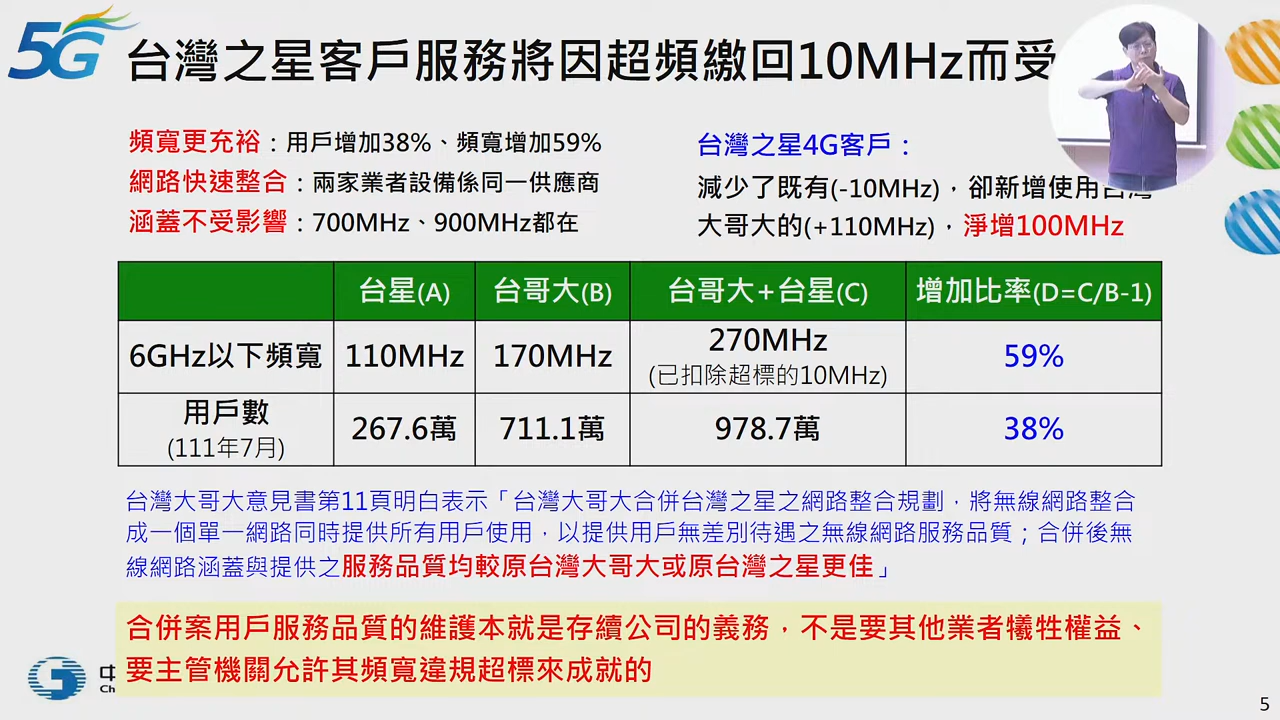 5G
台灣之星客戶服務將因超頻繳回10MHz而受
頻寬更充裕：用戶增加38%、頻寬增加59%
網路快速整合：兩家業者設備係同一供應商
涵蓋不受影響：700MHz、900MHz都在
台灣之星4G客戶：
減少了既有(-10MHz)，卻新增使用台灣
大哥大的(+110MHz)，淨增100MHz
台星(A) 台哥大(B) 台哥大+台星(C) 增加比率(D=C/B-1)
6GHz以下頻寬 110MHz 170MHz 270MHz 59%
(已扣除超標的10MHz)
用戶數 267.6萬 711.1萬 978.7萬 38%
(111年7月)
台灣大哥大意見書第11頁明白表示「台灣大哥大合併台灣之星之網路整合規劃，將無線網路整合
成一個單一網路同時提供所有用戶使用，以提供用戶無差別待遇之無線網路服務品質；合併後無
線網路涵蓋與提供之服務品質均較原台灣大哥大或原台灣之星更佳」
合併案用戶服務品質的維護本就是存續公司的義務，不是要其他業者犧牲權益、
要主管機關允許其頻寬違規超標來成就的
中
Ch
5